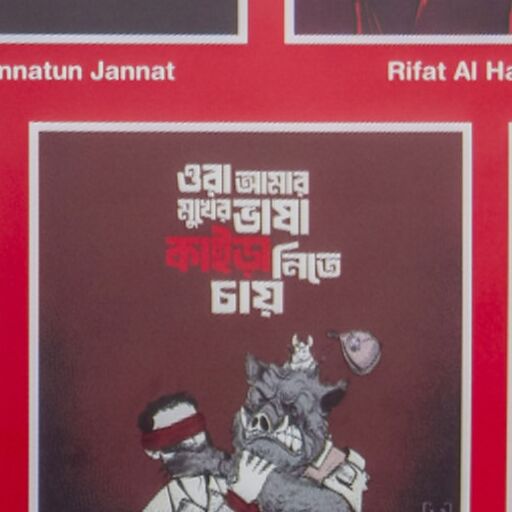 nnatun Jannat
Rifat Al Ha
ওরা আমার
মুখের ভাষা
কাইড়া নিতে
চায়